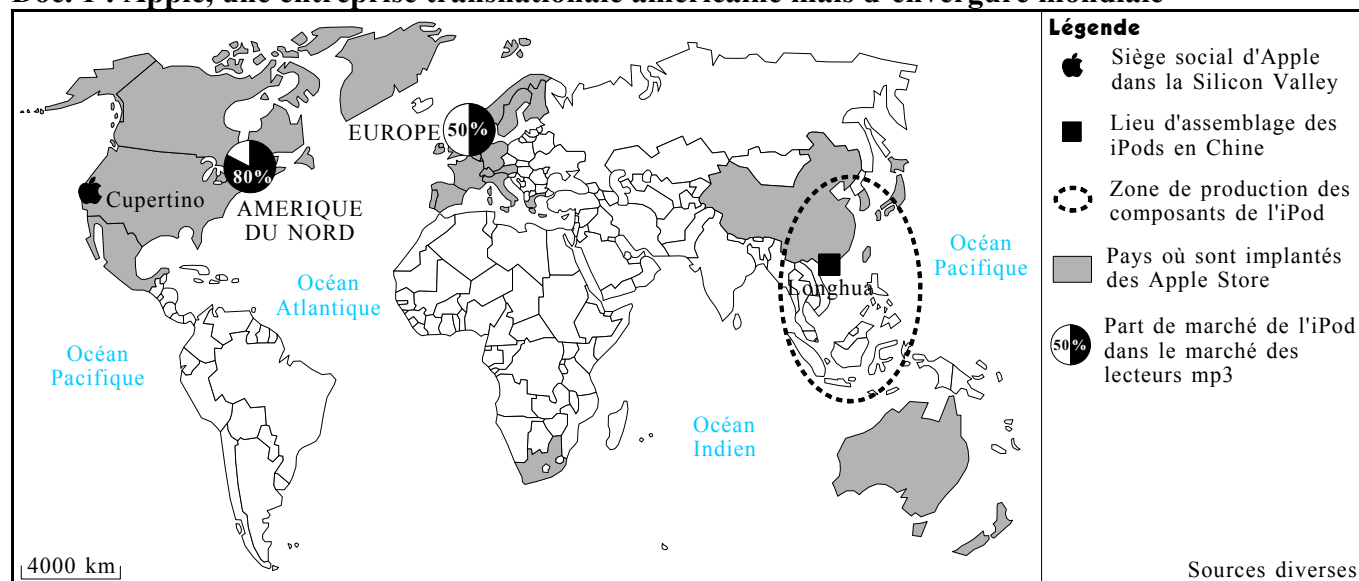 Doc. 1 : Apple, une entreprise transnationale américaine mais d'envergure mondiale
EUROPE
50%
80%
Cupertino
AMERIQUE
DU NORD
Océan
Atlantique
Océan
Pacifique
Océan
Pacifique
Longhua
Océan
Indien
4000 km
Légende
Siège social d'Apple
dans la Silicon Valley
Lieu d'assemblage des
iPods en Chine
Zone de production des
composants de l'iPod
Pays où sont implantés
des Apple Store
50%
Part de marché de l'iPod
dans le marché des
lecteurs mp3
Sources diverses